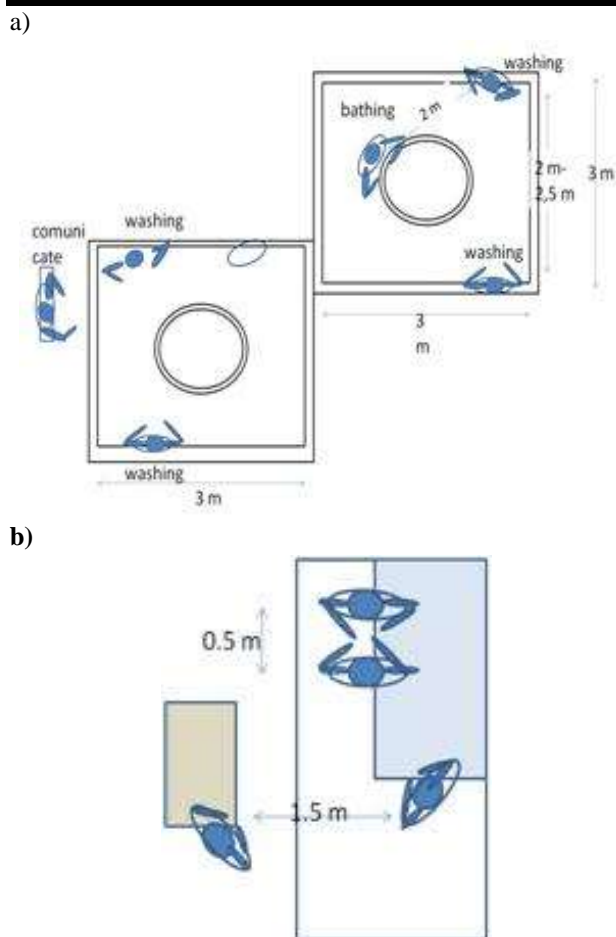 a)
washing
bathing
2 m
2 m-
2,5 m
3 m
washing
comuni
cate
washing
3
m
washing
3 m
b)
0.5 m
1.5 m